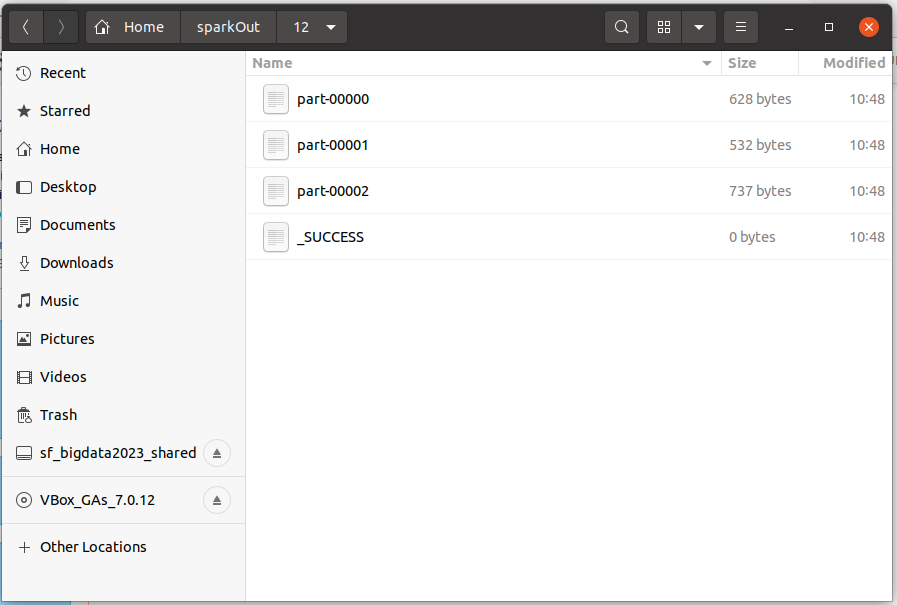 Home sparkOut 12
Recent
Starred
Home
Desktop
Documents
Downloads
Music
Pictures
Videos
Trash
sf_bigdata2023_shared
VBox_GAs_7.0.12
Other Locations
Name Size Modified
part-00000 628 bytes 10:48
part-00001 532 bytes 10:48
part-00002 737 bytes 10:48
_SUCCESS 0 bytes 10:48